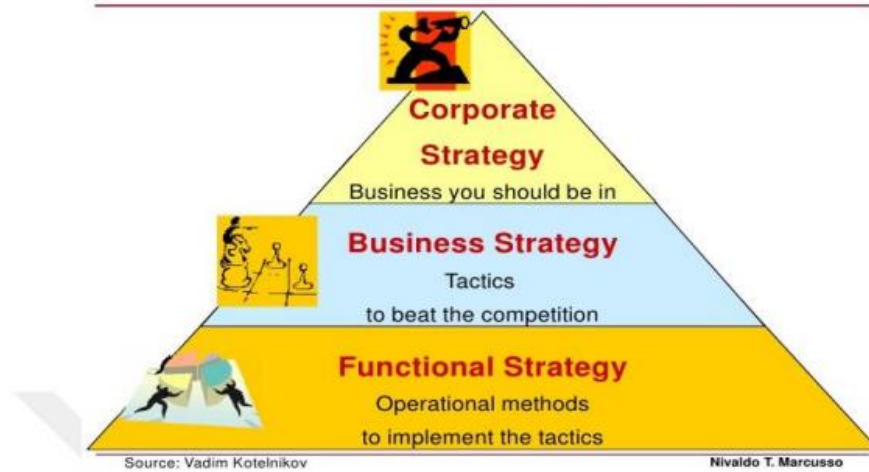 Corporate
Strategy
Business you should be in
Business Strategy
Tactics
to beat the competition
Functional Strategy
Operational methods
to implement the tactics
Source: Vadim Kotelnikov
Nivaldo T. Marcusso